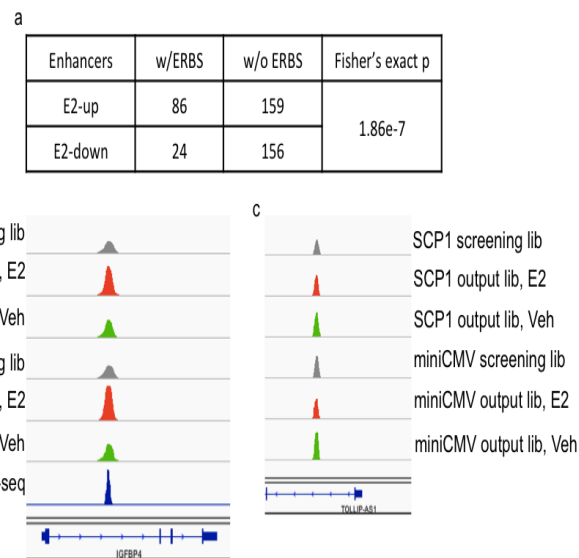 a
Enhancers w/ERBS w/o ERBS Fisher's exact p
E2-up 86 159 1.86e-7
E2-down 24 156
g lib
, E2
Veh
g lib
, E2
Veh
-seq
IGFBP4
c
SCP1 screening lib
SCP1 output lib, E2
SCP1 output lib, Veh
miniCMV screening lib
miniCMV output lib, E2
miniCMV output lib, Veh
TOLLIP-AS1